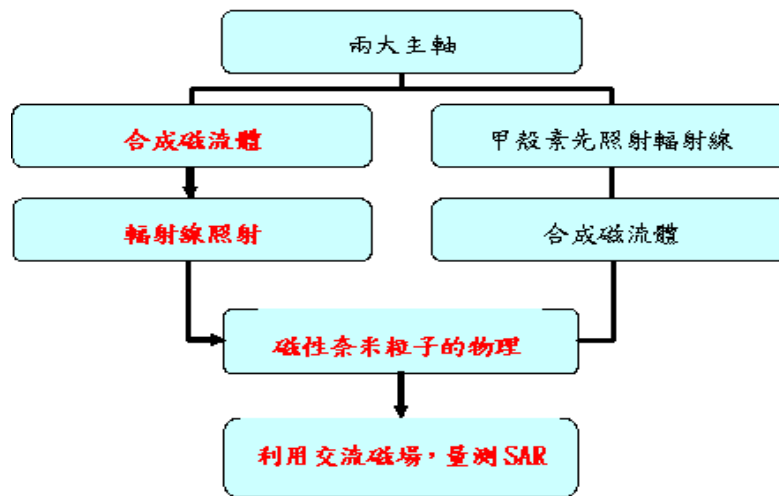 兩大主軸
合成磁流體
甲殼素先照射輻射線
輻射線照射
合成磁流體
磁性奈米粒子的物理
利用交流磁場，量測SAR